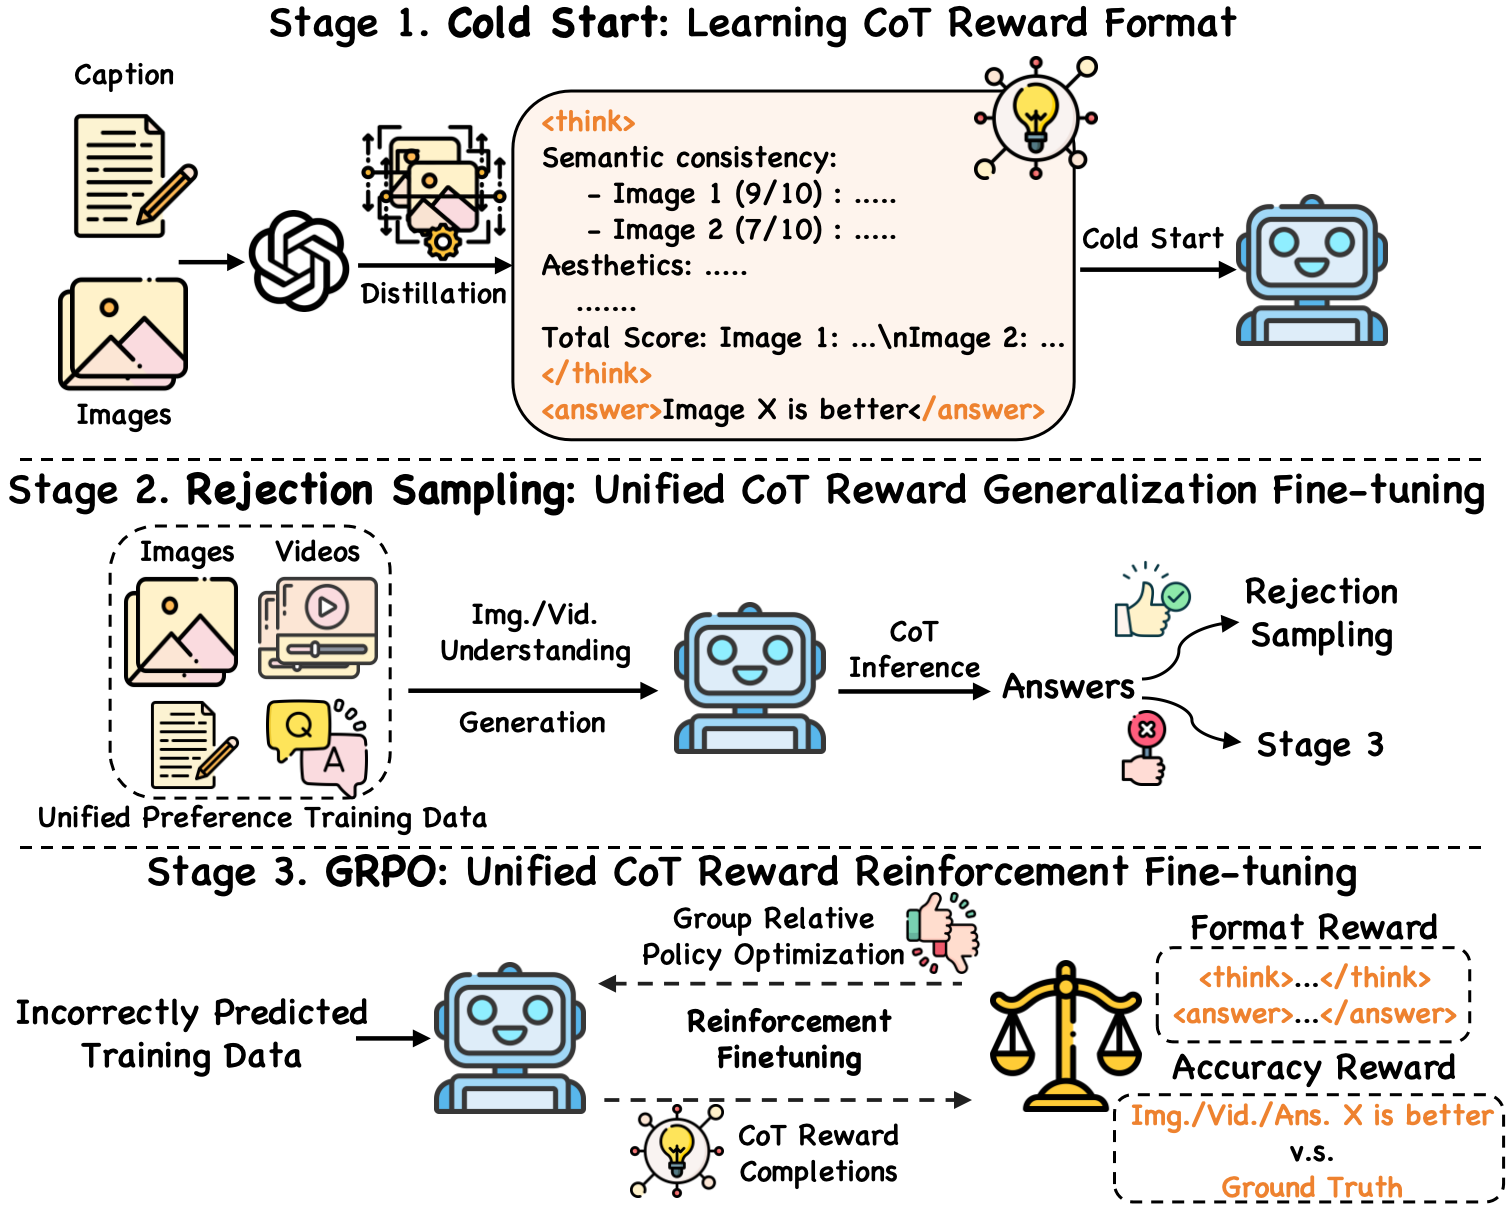 Stage 1. Cold Start: Learning CoT Reward Format
Caption
Images
Distillation
<think>
Semantic consistency:
- Image 1 (9/10) : .....
- Image 2 (7/10) : .....
Aesthetics: .....
.......
Total Score: Image 1: ...\nImage 2: ...
</think>
<answer>Image X is better</answer>
Cold Start
Stage 2. Rejection Sampling: Unified CoT Reward Generalization Fine-tuning
Images
Videos
Q
A
Unified Preference Training Data
Img./Vid.
Understanding
Generation
CoT
Inference
Answers
Rejection
Sampling
Stage 3
Stage 3. GRPO: Unified CoT Reward Reinforcement Fine-tuning
Incorrectly Predicted
Training Data
Group Relative
Policy Optimization
Reinforcement
Finetuning
CoT Reward
Completions
Format Reward
<think>...</think>
<answer>...</answer>
Accuracy Reward
Img./Vid./Ans. X is better
v.s.
Ground Truth